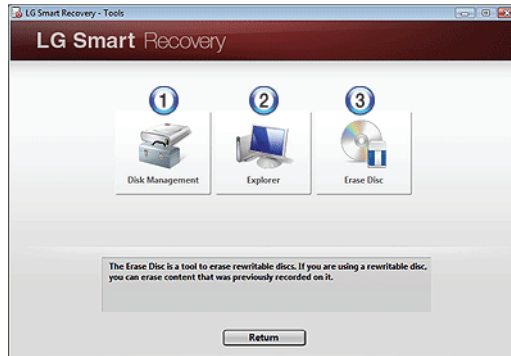 LG Smart Recovery - Tools
LG Smart Recovery
1 2 3
Disk Management Explorer Erase Disc
The Erase Disc is a tool to erase rewritable discs. If you are using a rewritable disc,
you can erase content that was previously recorded on it.
Return